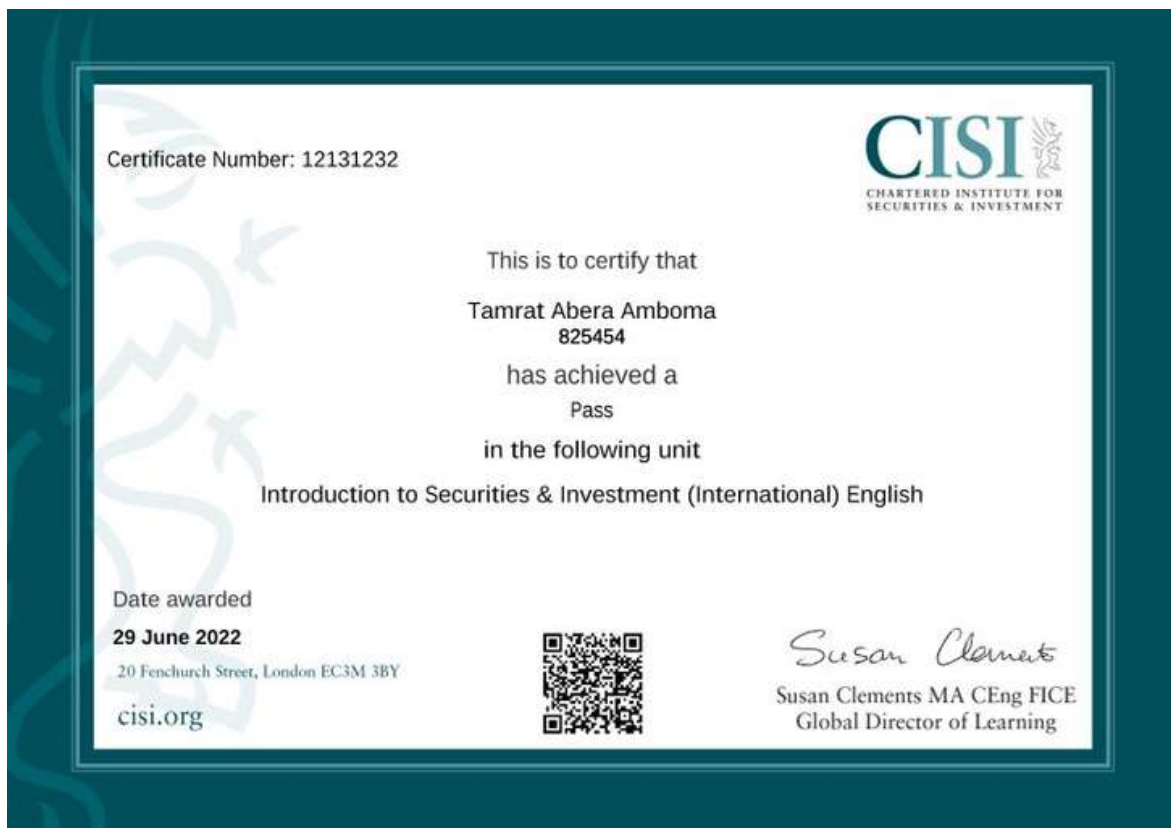 Certificate Number: 12131232
CISI
CHARTERED INSTITUTE FOR
SECURITIES & INVESTMENT
This is to certify that
Tamrat Abera Amboma
825454
has achieved a
Pass
in the following unit
Introduction to Securities & Investment (International) English
Date awarded
29 June 2022
20 Fenchurch Street, London EC3M 3BY
cisi.org
Susan Clements
Susan Clements MA CEng FICE
Global Director of Learning